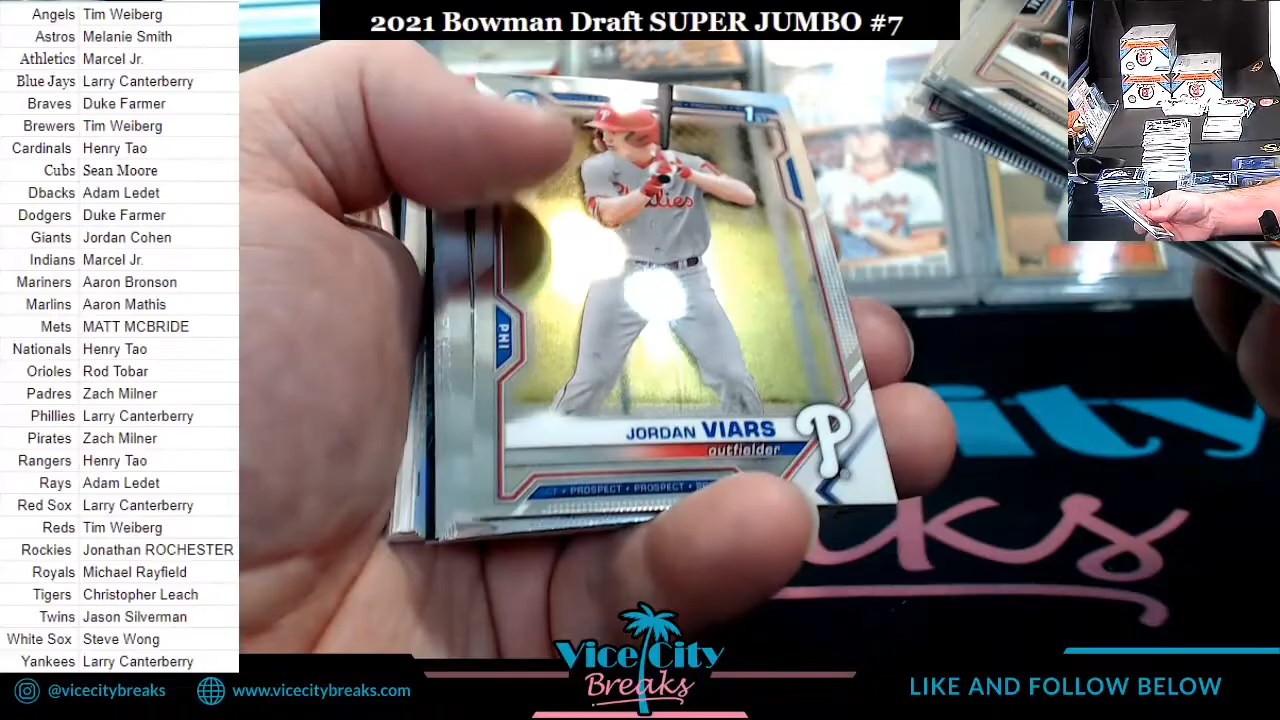 2021 Bowman Draft SUPER JUMBO #7
Angels Tim Weiberg
Astros Melanie Smith
Athletics Marcel Jr.
Blue Jays Larry Canterberry
Braves Duke Farmer
Brewers Tim Weiberg
Cardinals Henry Tao
Cubs Sean Moore
Dbacks Adam Ledet
Dodgers Duke Farmer
Giants Jordan Cohen
Indians Marcel Jr.
Mariners Aaron Bronson
Marlins Aaron Mathis
Mets MATT MCBRIDE
Nationals Henry Tao
Orioles Rod Tobar
Padres Zach Milner
Phillies Larry Canterberry
Pirates Zach Milner
Rangers Henry Tao
Rays Adam Ledet
Red Sox Larry Canterberry
Reds Tim Weiberg
Rockies Jonathan ROCHESTER
Royals Michael Rayfield
Tigers Christopher Leach
Twins Jason Silverman
White Sox Steve Wong
Yankees Larry Canterberry
1st
Phillies
PHI
JORDAN VIARS
outfielder
P
PROSPECT • PROSPECT
@vicecitybreaks
www.vicecitybreaks.com
Vice City
Breaks
LIKE AND FOLLOW BELOW